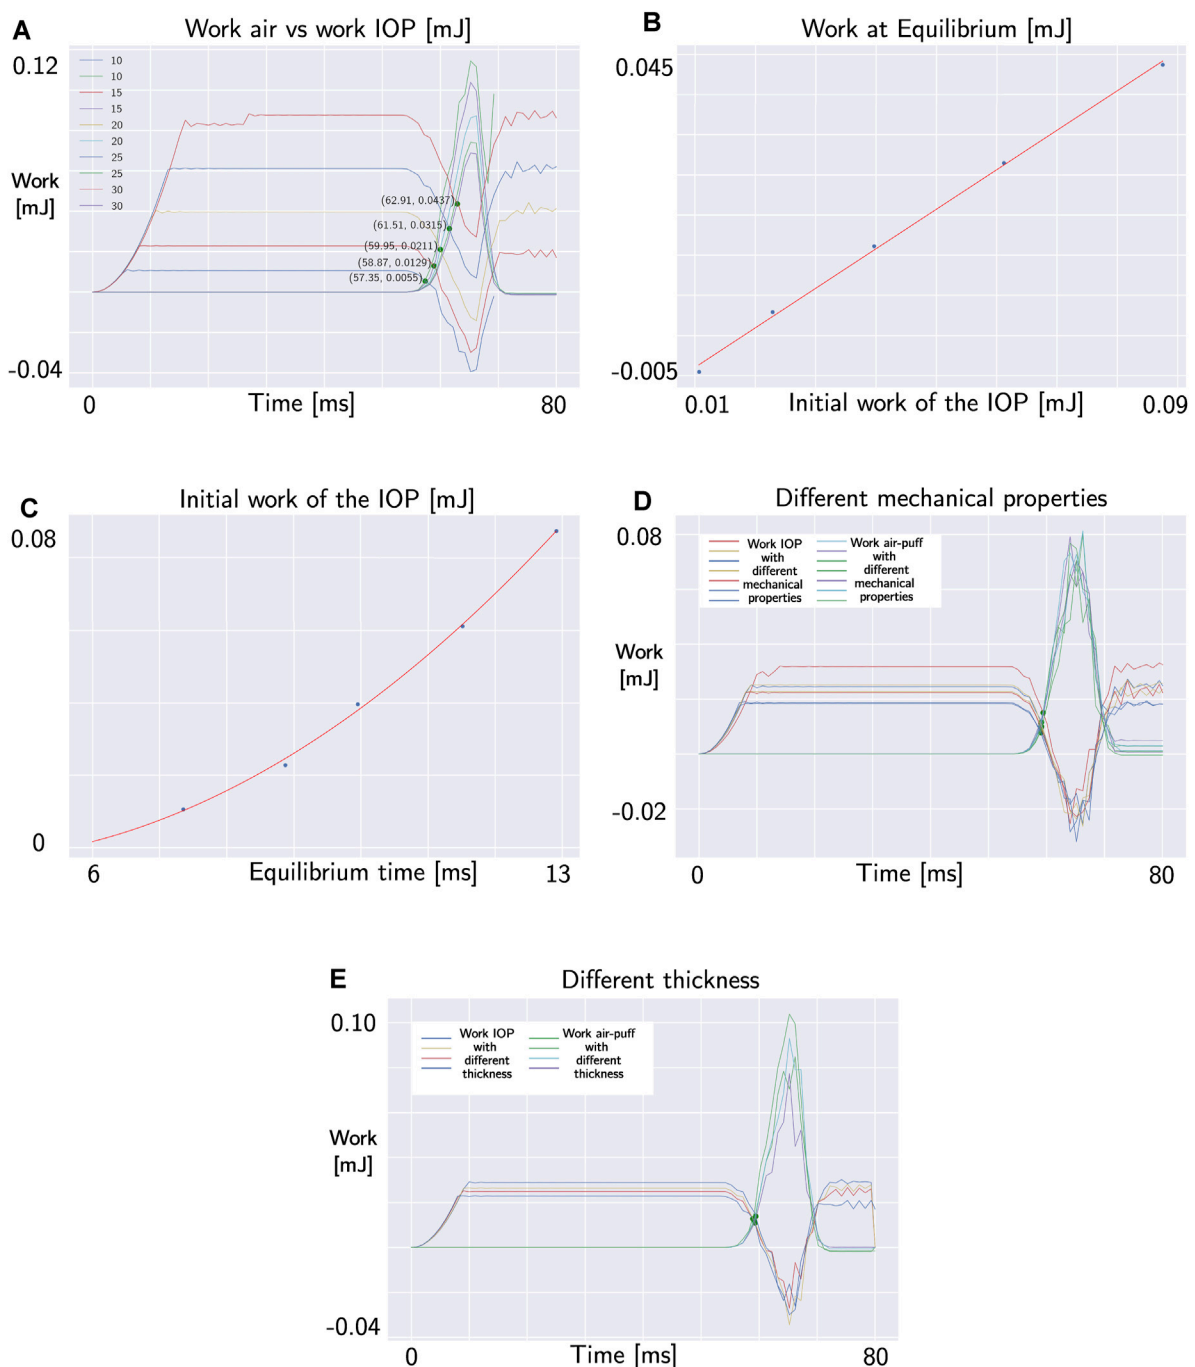 A
Work air vs work IOP [mJ]
0.12
10
10
15
15
20
20
25
25
30
30
Work
[mJ]
(62.91, 0.0437)
(61.51, 0.0315)
(59.95, 0.0211)
(58.87, 0.0129)
(57.35, 0.0055)
-0.04
0
Time [ms]
80
B
Work at Equilibrium [mJ]
0.045
-0.005
0.01
Initial work of the IOP [mJ]
0.09
C
Initial work of the IOP [mJ]
0.08
0
6
Equilibrium time [ms]
13
D
Different mechanical properties
0.08
Work IOP
with
different
mechanical
properties
Work air-puff
with
different
mechanical
properties
Work
[mJ]
-0.02
0
Time [ms]
80
E
Different thickness
0.10
Work IOP
with
different
thickness
Work air-puff
with
different
thickness
Work
[mJ]
-0.04
0
Time [ms]
80